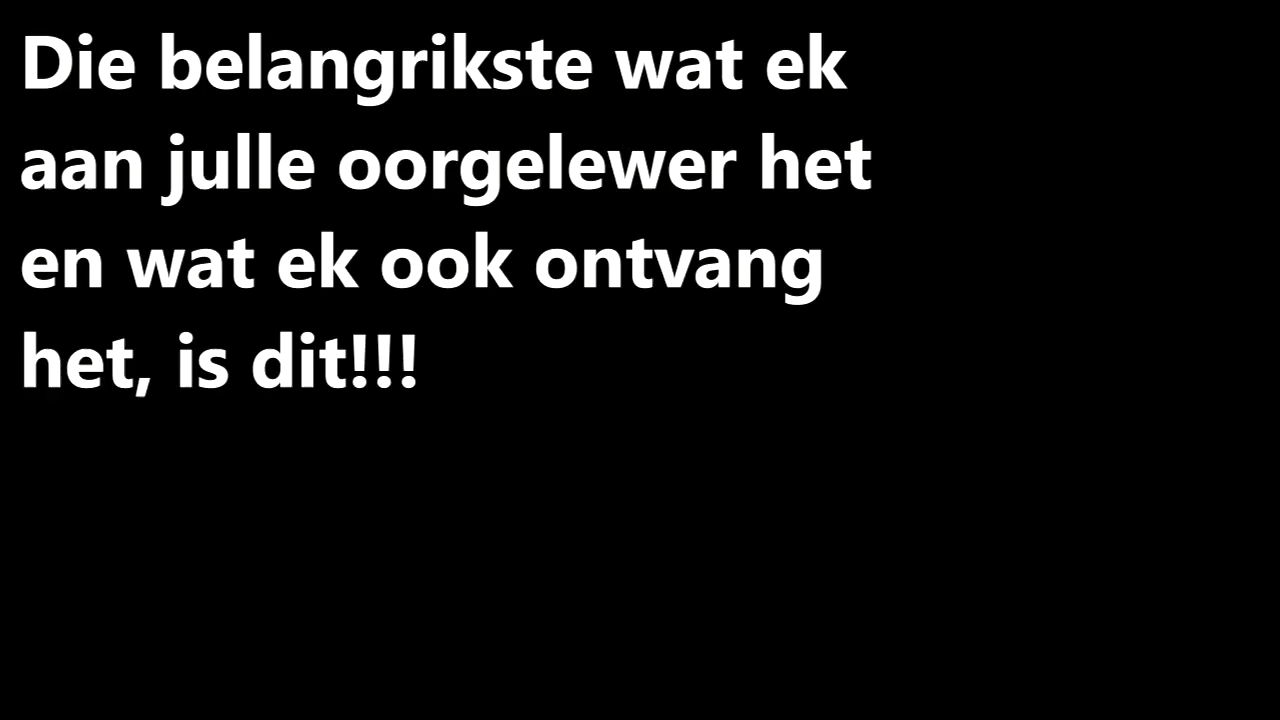 Die belangrikste wat ek
aan julle oorgelewer het
en wat ek ook ontvang
het, is dit!!!